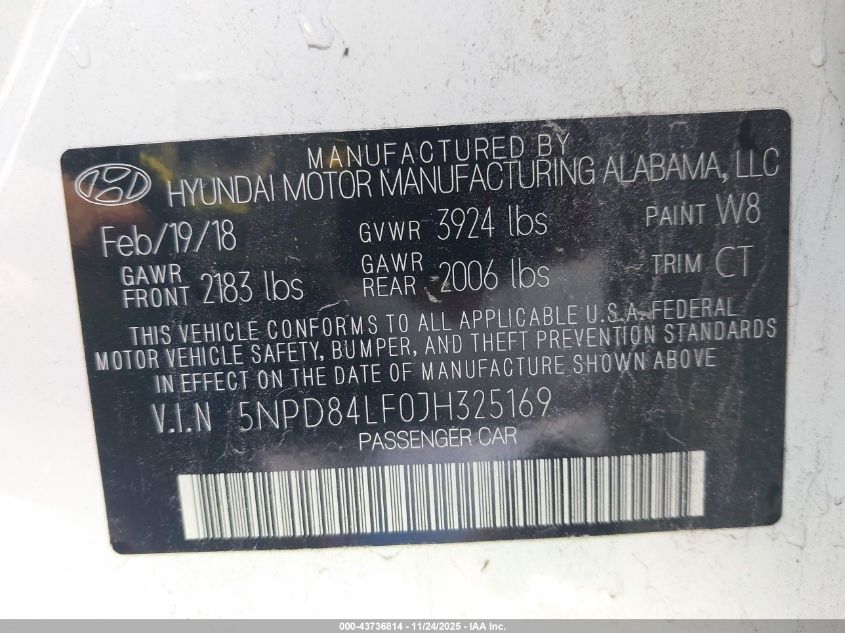 MANUFACTURED BY
HYUNDAI MOTOR MANUFACTURING ALABAMA, LLC
Feb/19/18 GVWR 3924 lbs PAINT W8
GAWR FRONT 2183 lbs GAWR REAR 2006 lbs TRIM CT
THIS VEHICLE CONFORMS TO ALL APPLICABLE U.S.A. FEDERAL
MOTOR VEHICLE SAFETY, BUMPER, AND THEFT PREVENTION STANDARDS
IN EFFECT ON THE DATE OF MANUFACTURE SHOWN ABOVE
V.I.N 5NPD84LF0JH325169
PASSENGER CAR
000-43736814 - 11/24/2025 - IAA Inc.